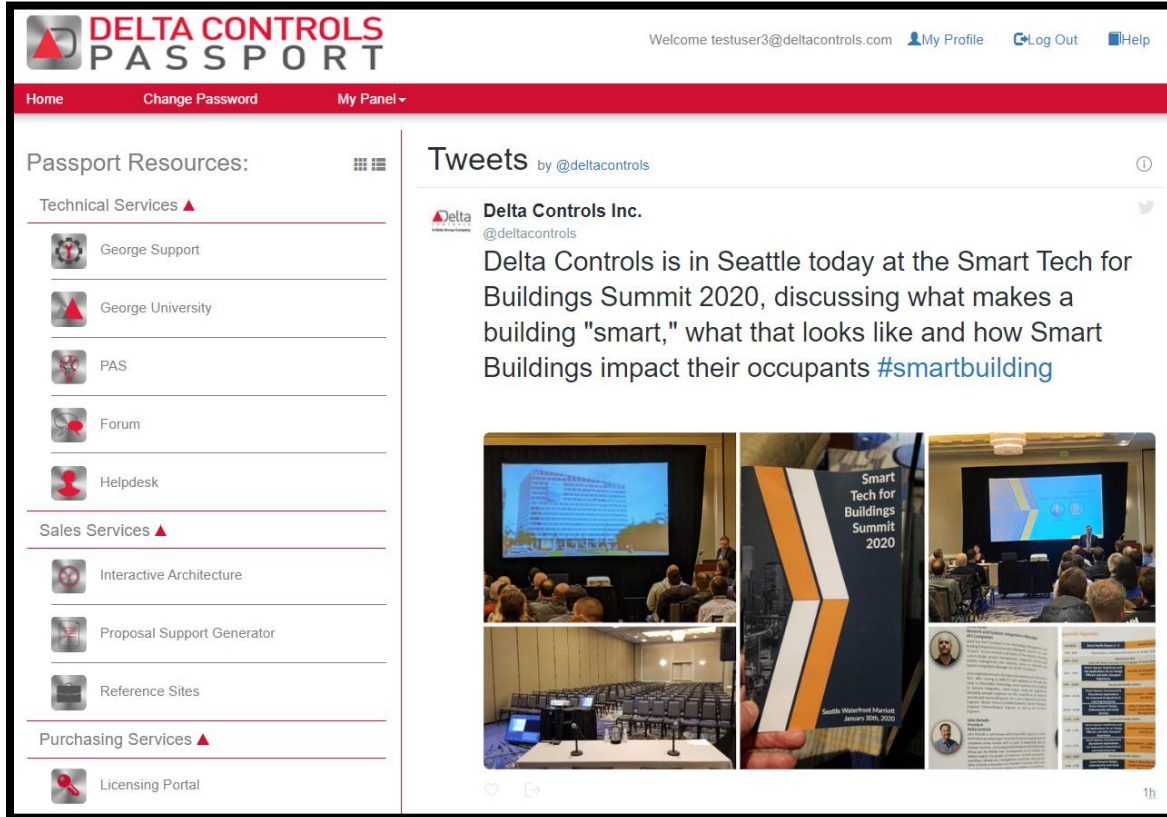 DELTA CONTROLS
PASSPORT
Welcome testuser3@deltacontrols.com My Profile Log Out Help
Home Change Password My Panel
Passport Resources:
Technical Services
George Support
George University
PAS
Forum
Helpdesk
Sales Services
Interactive Architecture
Proposal Support Generator
Reference Sites
Purchasing Services
Licensing Portal
Tweets by @deltacontrols
Delta
Delta Controls Inc.
@deltacontrols
Delta Controls is in Seattle today at the Smart Tech for
Buildings Summit 2020, discussing what makes a
building "smart," what that looks like and how Smart
Buildings impact their occupants #smartbuilding
Smart
Tech for
Buildings
Summit
2020
Seattle Waterfront Marriott
January 30th, 2020
1h